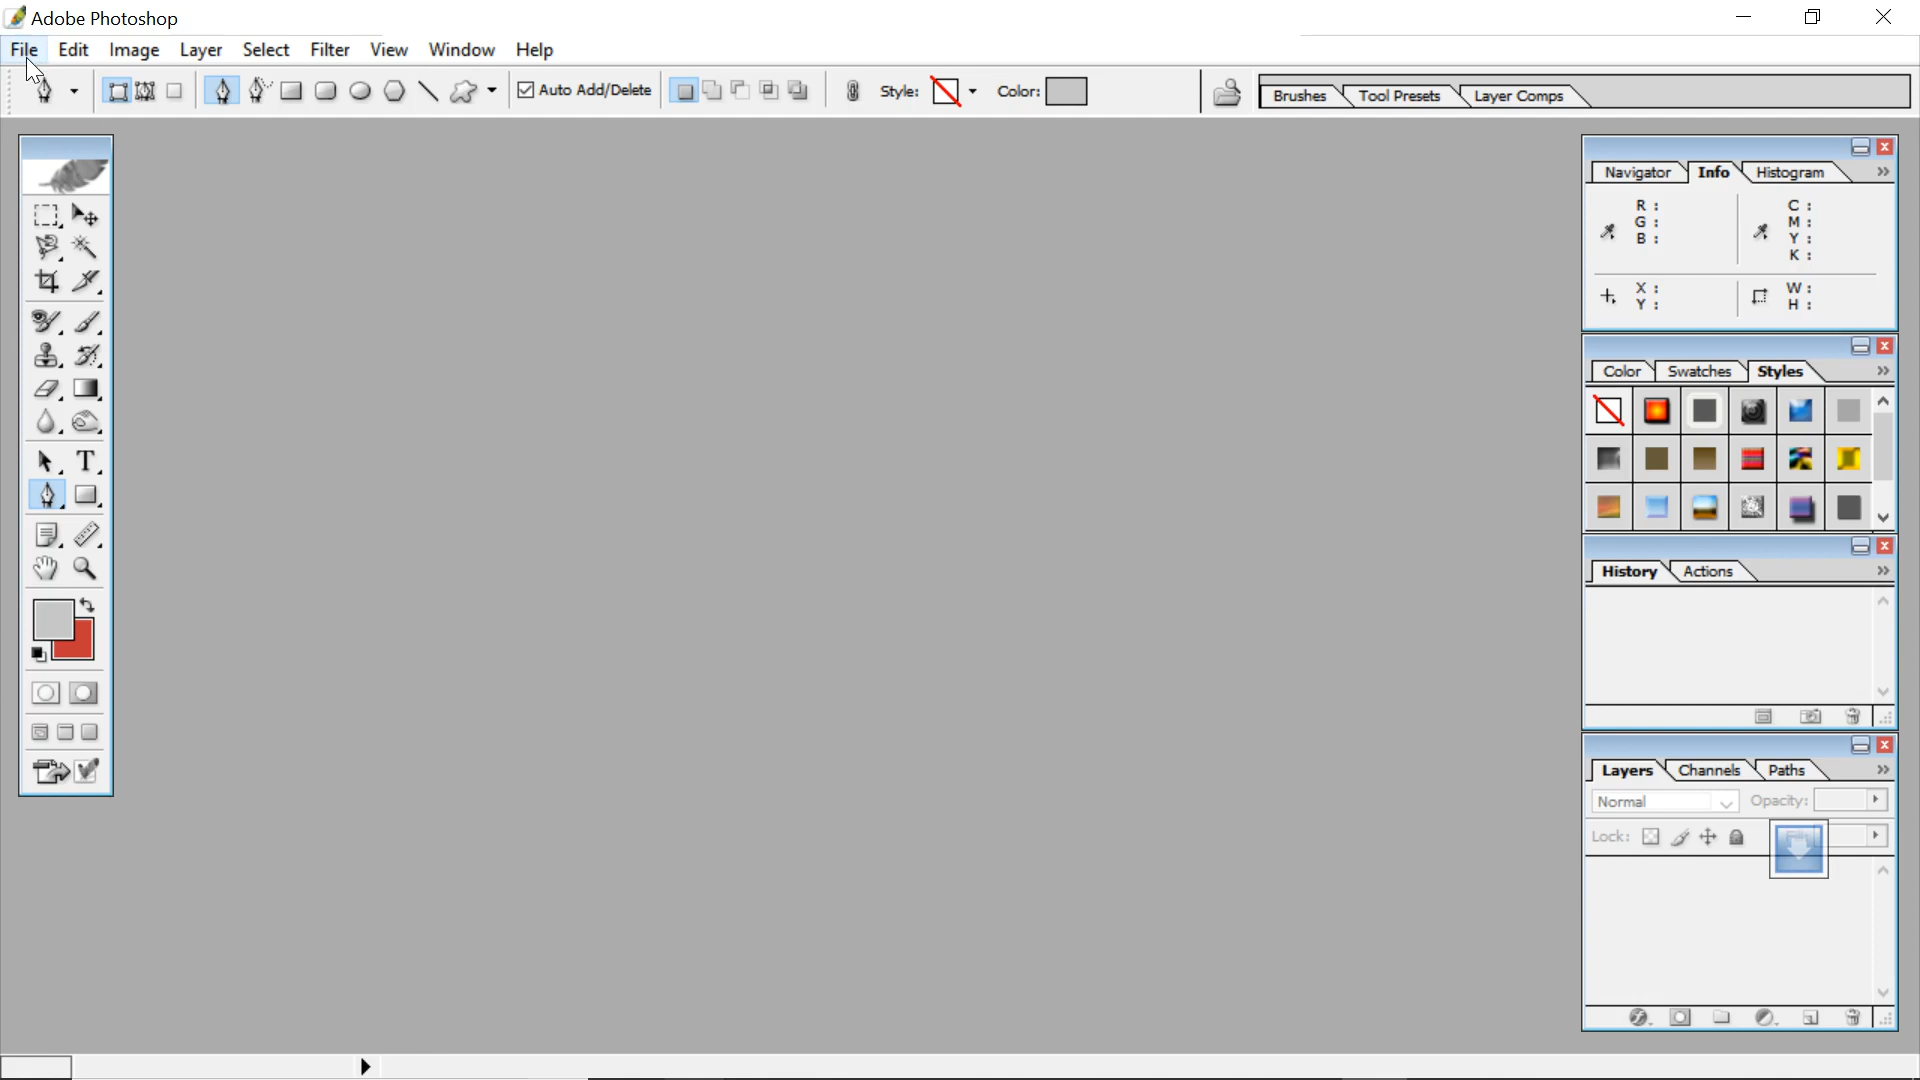 Adobe Photoshop
File Edit Image Layer Select Filter View Window Help
Auto Add/Delete Style: Color: Brushes Tool Presets Layer Comps
Navigator Info Histogram
R : C :
G : M :
B : Y :
K :
X : W :
Y : H :
Color Swatches Styles
T
History Actions
Layers Channels Paths
Normal Opacity:
Lock: